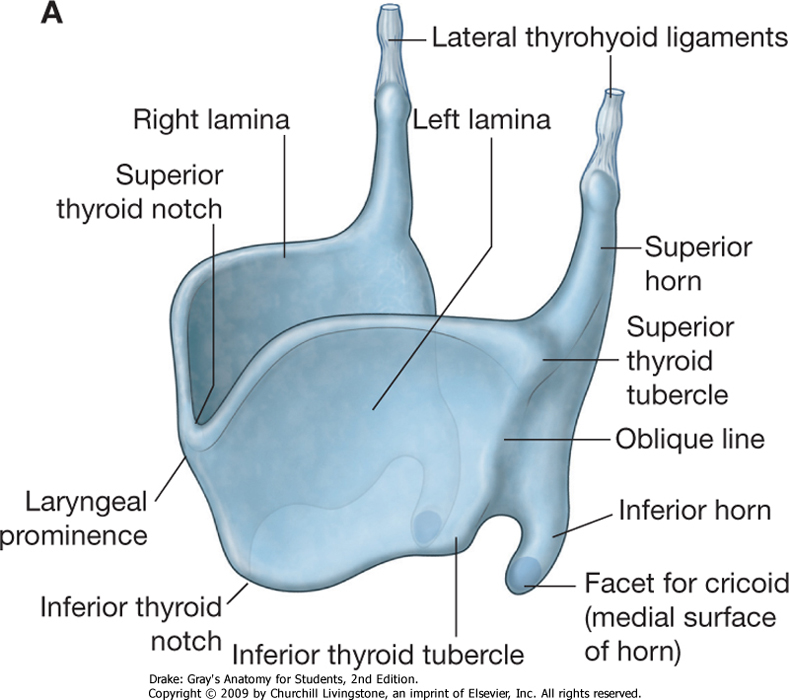 A
Lateral thyrohyoid ligaments
Right lamina
Left lamina
Superior
thyroid notch
Superior
horn
Superior
thyroid
tubercle
Oblique line
Laryngeal
prominence
Inferior horn
Inferior thyroid
notch
Inferior thyroid tubercle
Facet for cricoid
(medial surface
of horn)
Drake: Gray's Anatomy for Students, 2nd Edition.
Copyright © 2009 by Churchill Livingstone, an imprint of Elsevier, Inc. All rights reserved.